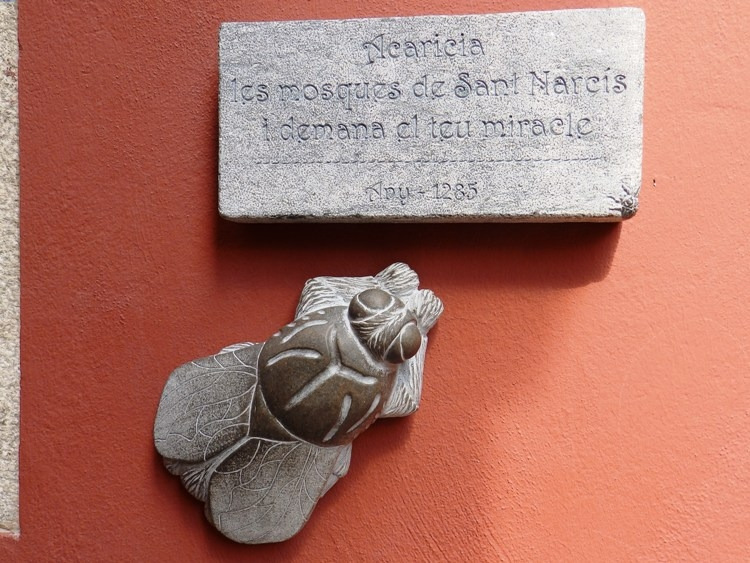 Acaricia
les mosques de Sant Narcís
i demana el teu miracle
Any - 1285